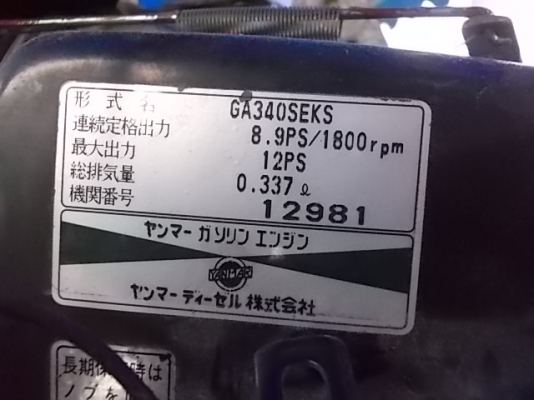 形式名 GA340SEKS
連続定格出力 8.9PS/1800rpm
最大出力 12PS
総排気量 0.337ℓ
機関番号 12981
ヤンマー ガソリン エンジン
YANMAR
ヤンマー ディーゼル 株式会社
長期保 時は
ノブを